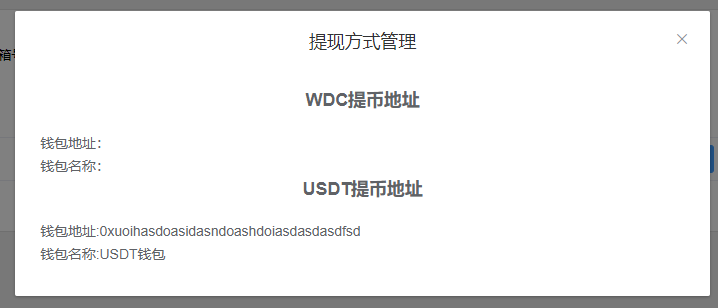 提现方式管理
箱号
WDC提币地址
钱包地址：
钱包名称：
USDT提币地址
钱包地址:0xuoihasdoasidasndoashdoiasdasdasdfsd
钱包名称:USDT钱包